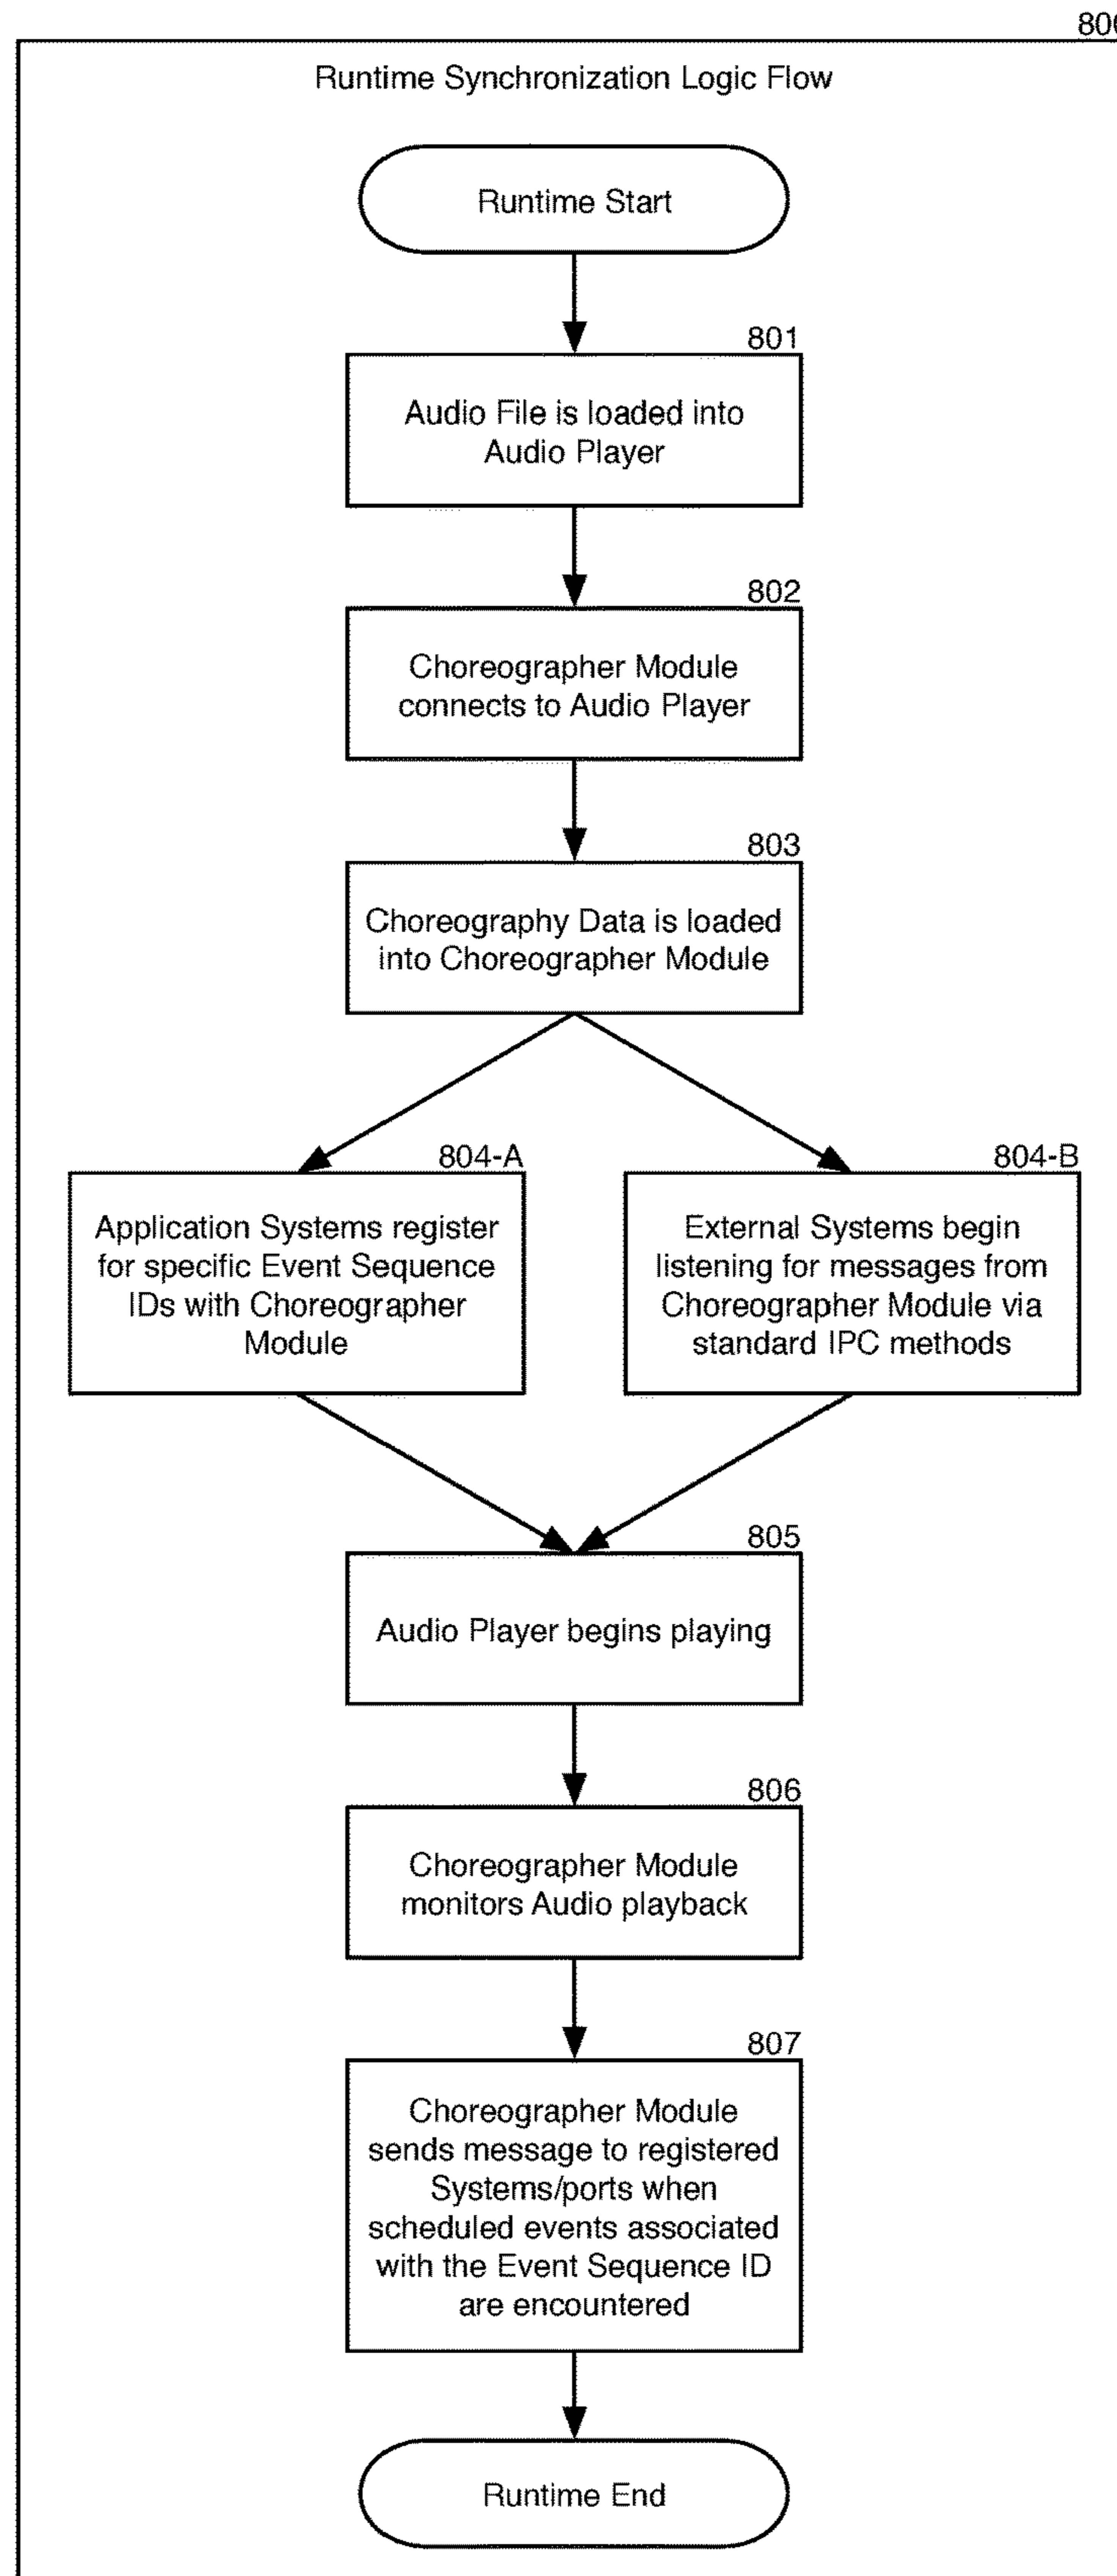 800
Runtime Synchronization Logic Flow
Runtime Start
801
Audio File is loaded into
Audio Player
802
Choreographer Module
connects to Audio Player
803
Choreography Data is loaded
into Choreographer Module
804-A
Application Systems register
for specific Event Sequence
IDs with Choreographer
Module
804-B
External Systems begin
listening for messages from
Choreographer Module via
standard IPC methods
805
Audio Player begins playing
806
Choreographer Module
monitors Audio playback
807
Choreographer Module
sends message to registered
Systems/ports when
scheduled events associated
with the Event Sequence ID
are encountered
Runtime End